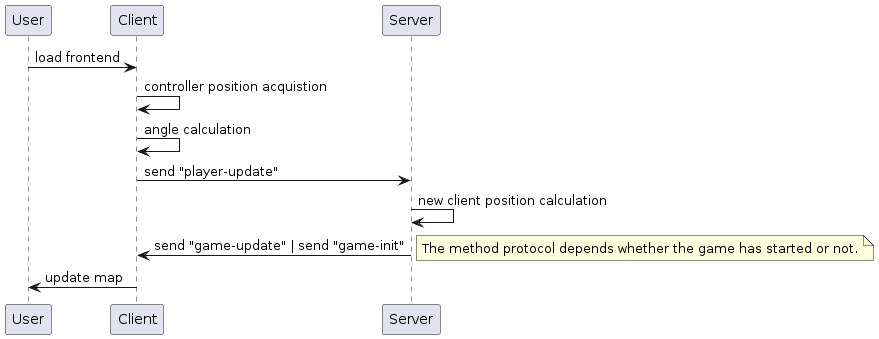 User Client Server
load frontend
controller position acquistion
angle calculation
send "player-update"
new client position calculation
send "game-update" | send "game-init"
The method protocol depends whether the game has started or not.
update map
User Client Server